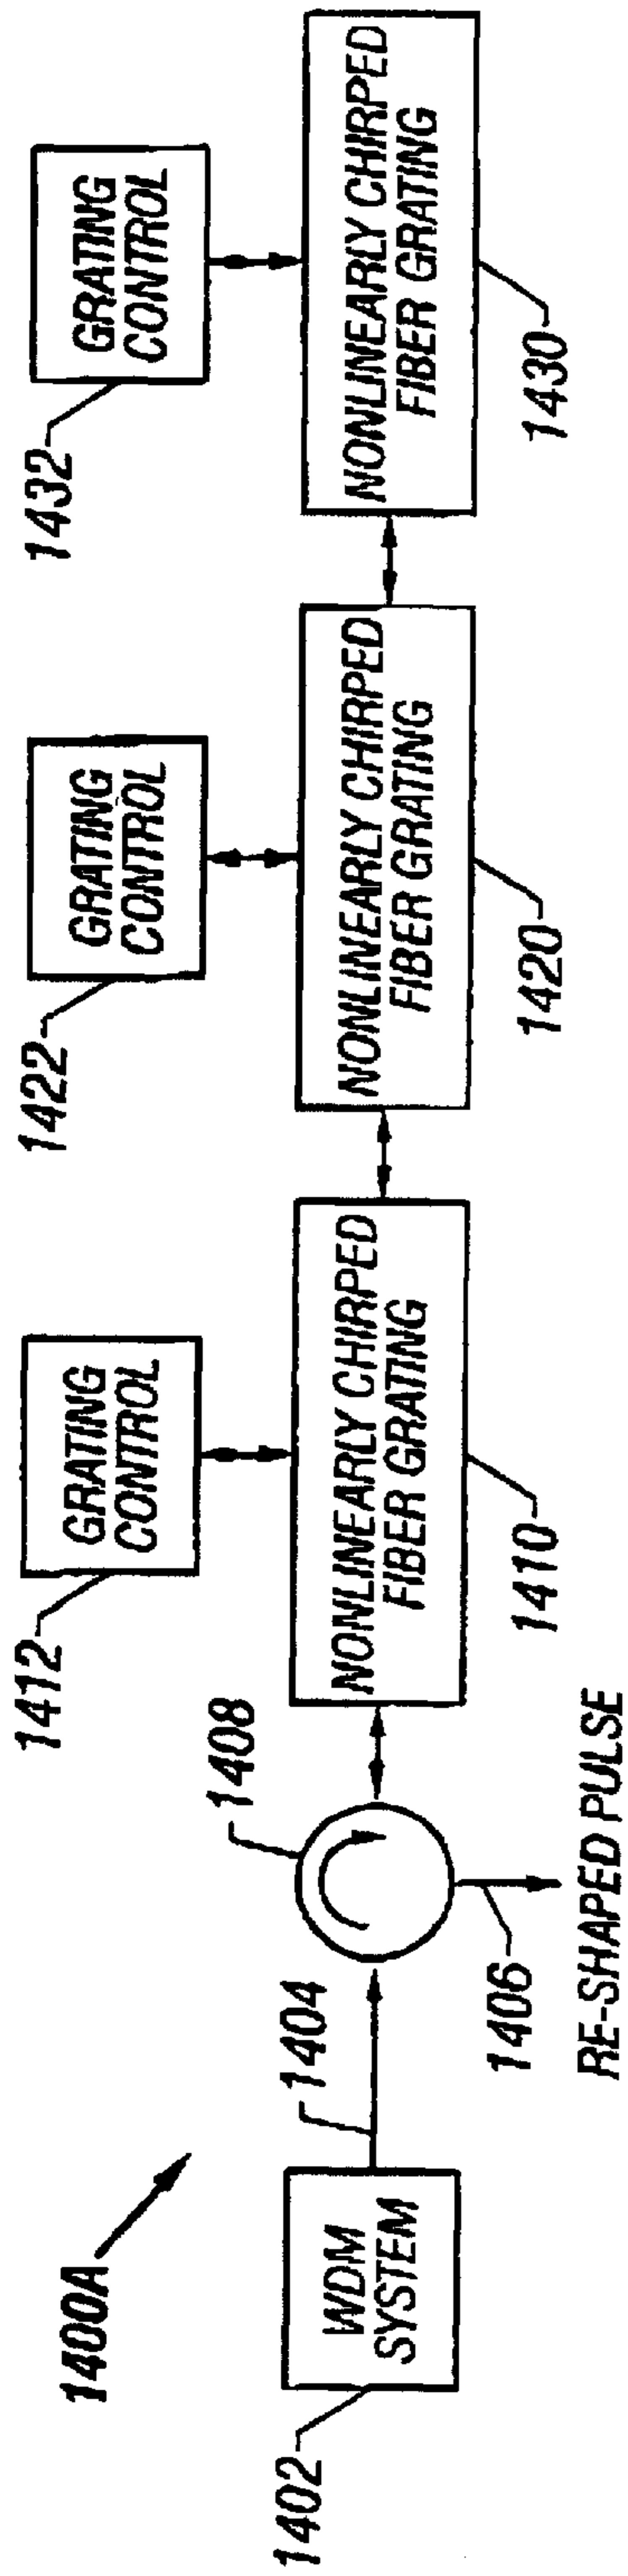 1400A
1402
WDM
SYSTEM
1404
1406
RE-SHAPED PULSE
1408
1412
GRATING
CONTROL
NONLINEARLY CHIRPED
FIBER GRATING
1410
1422
GRATING
CONTROL
NONLINEARLY CHIRPED
FIBER GRATING
1420
1432
GRATING
CONTROL
NONLINEARLY CHIRPED
FIBER GRATING
1430